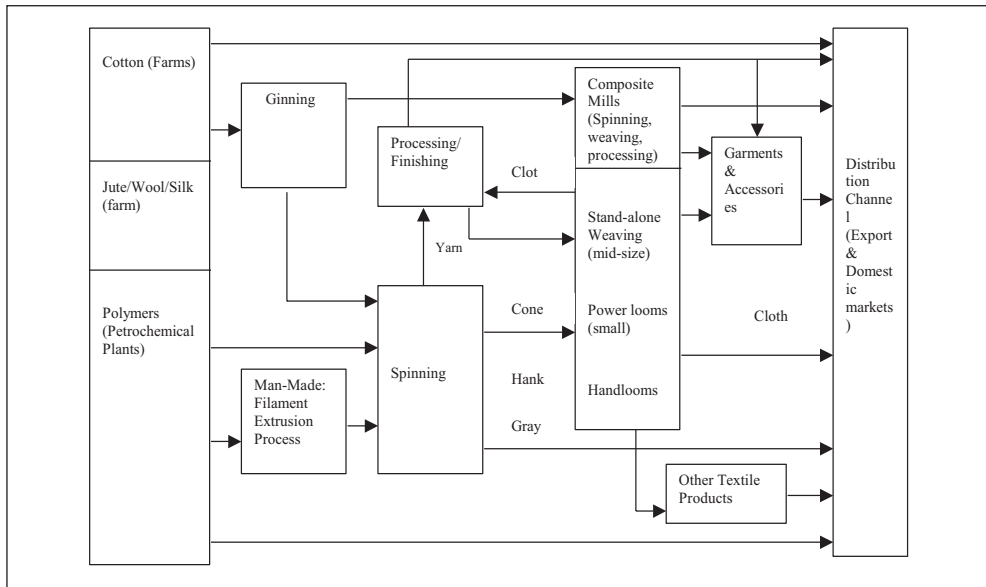 Cotton (Farms)
Jute/Wool/Silk
(farm)
Polymers
(Petrochemical
Plants)
Ginning
Man-Made:
Filament
Extrusion
Process
Processing/
Finishing
Yarn
Spinning
Clot
Cone
Hank
Gray
Composite
Mills
(Spinning,
weaving,
processing)
Stand-alone
Weaving
(mid-size)
Power looms
(small)
Handlooms
Garments
&
Accessori
es
Cloth
Other Textile
Products
Distribu
tion
Channe
l
(Export
&
Domest
ic
markets
)